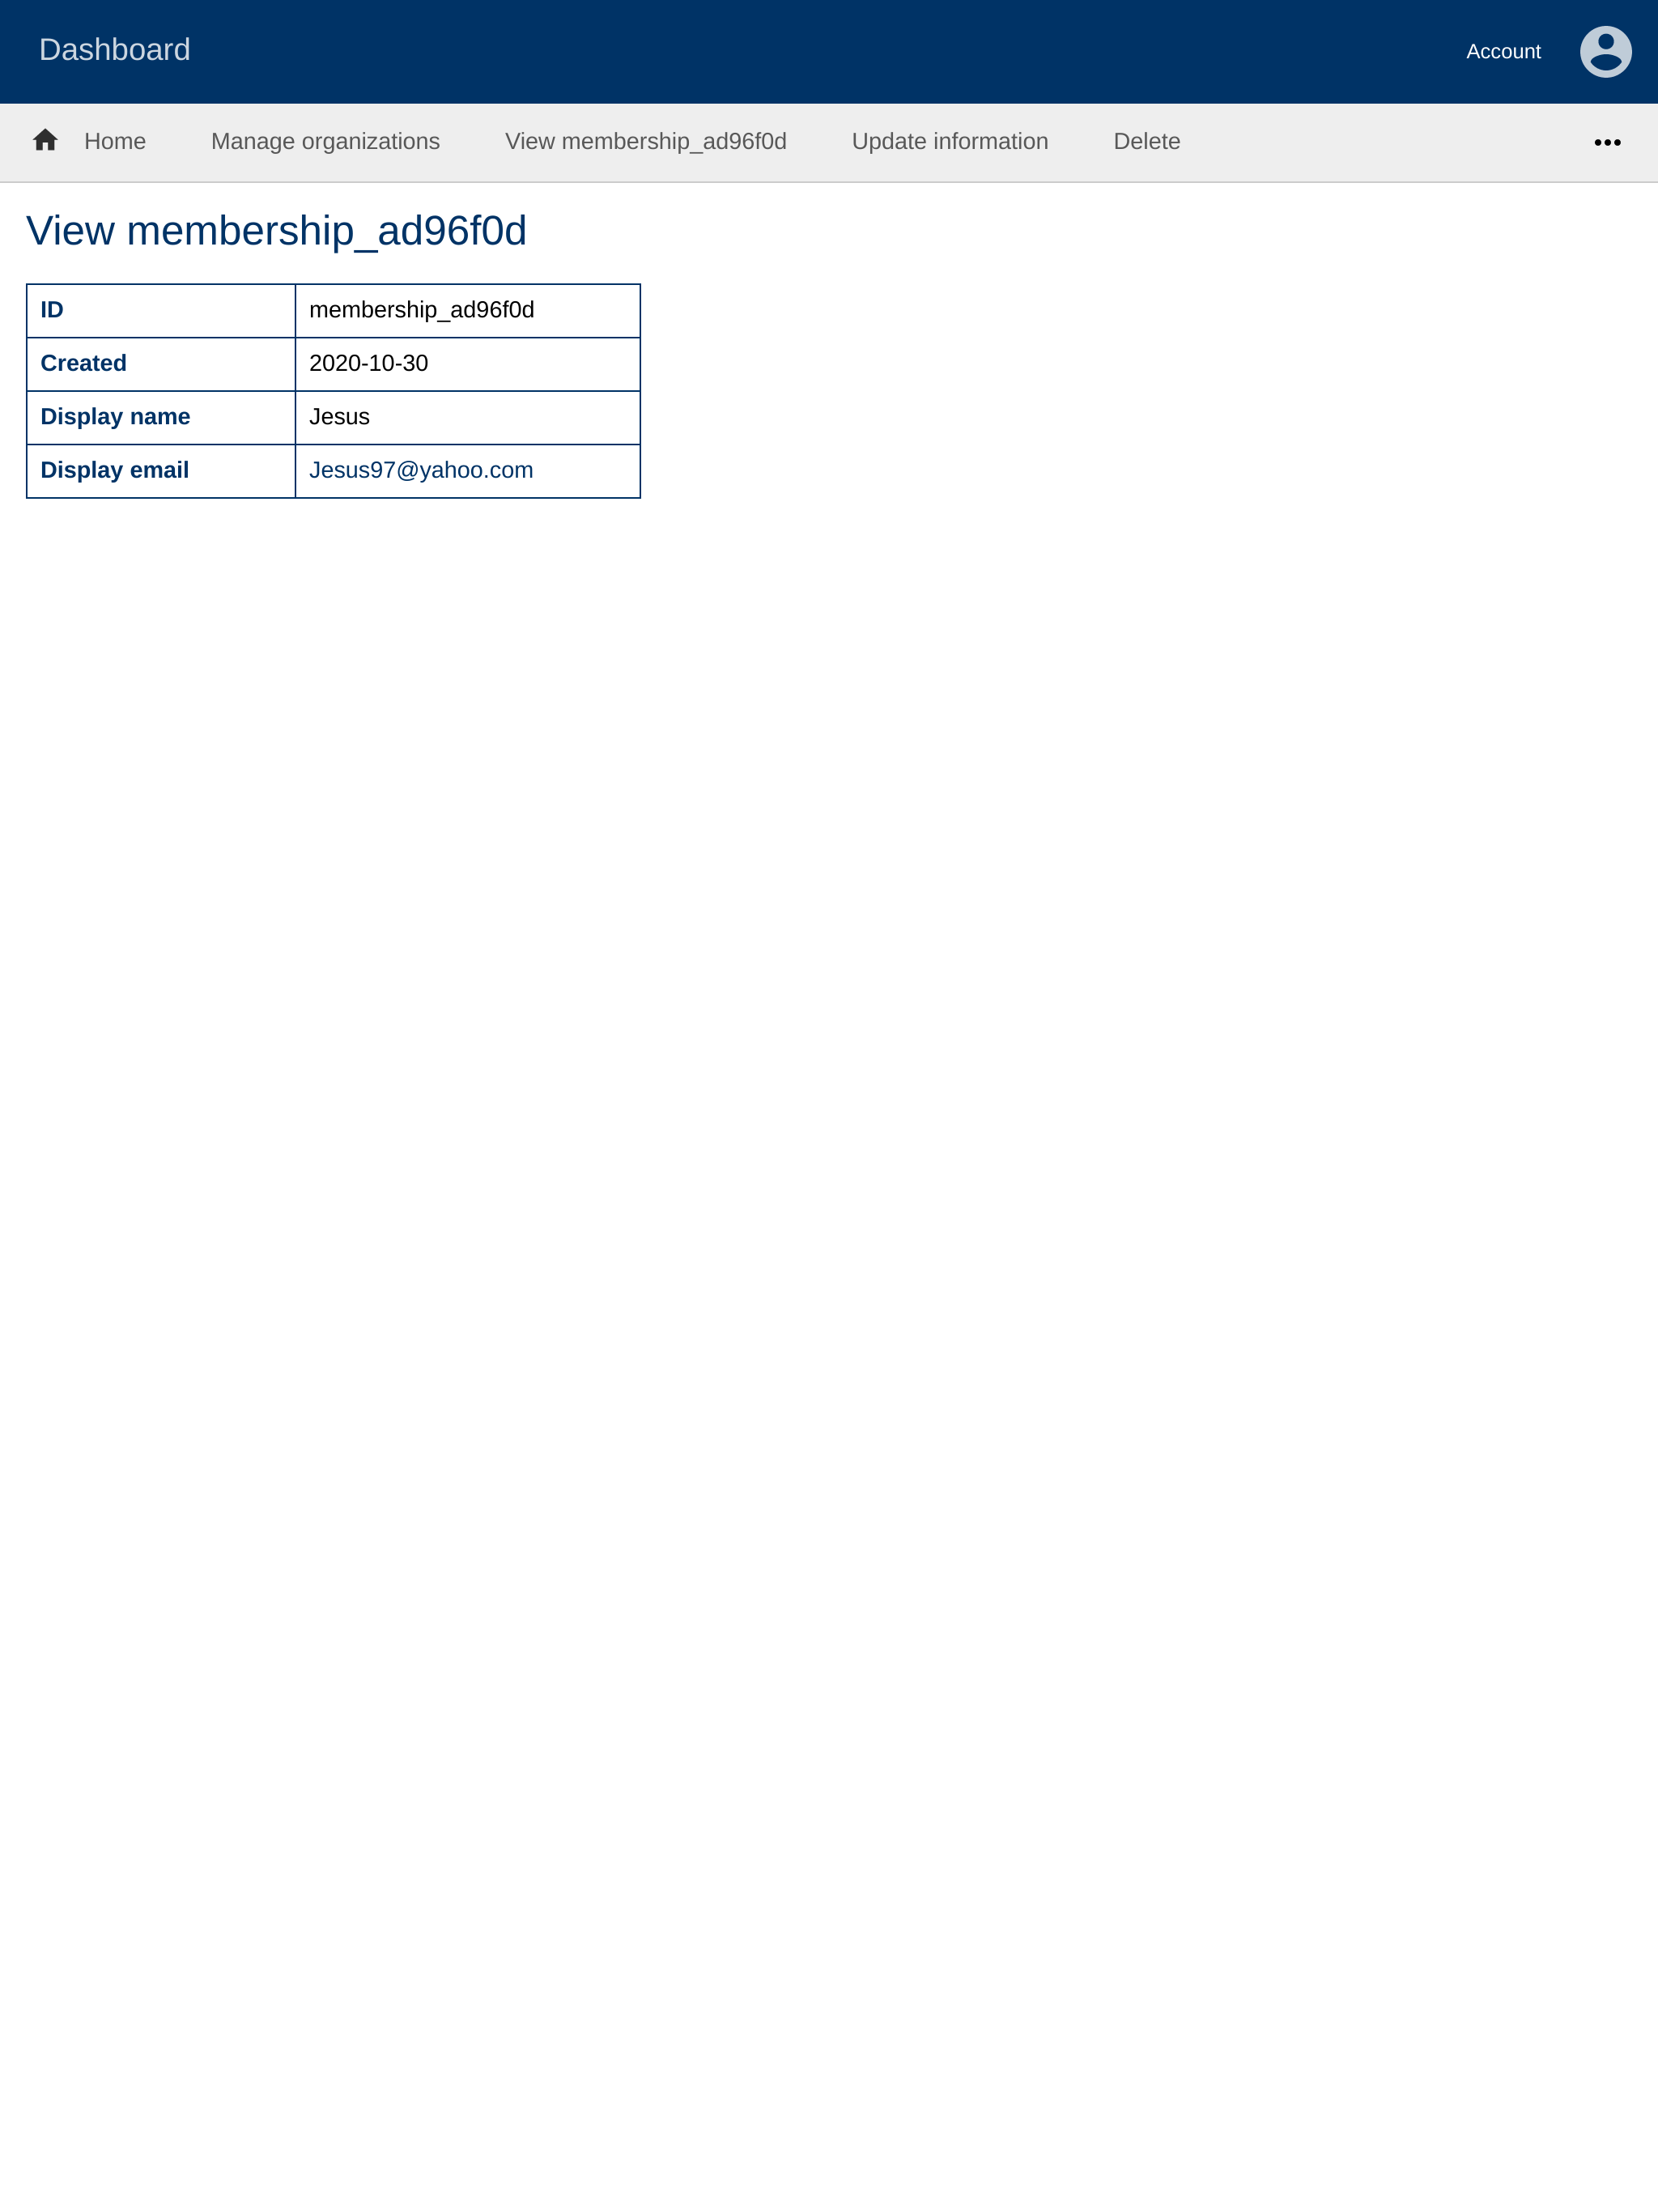 Dashboard Account
Home Manage organizations View membership_ad96f0d Update information Delete
View membership_ad96f0d
ID membership_ad96f0d
Created 2020-10-30
Display name Jesus
Display email Jesus97@yahoo.com